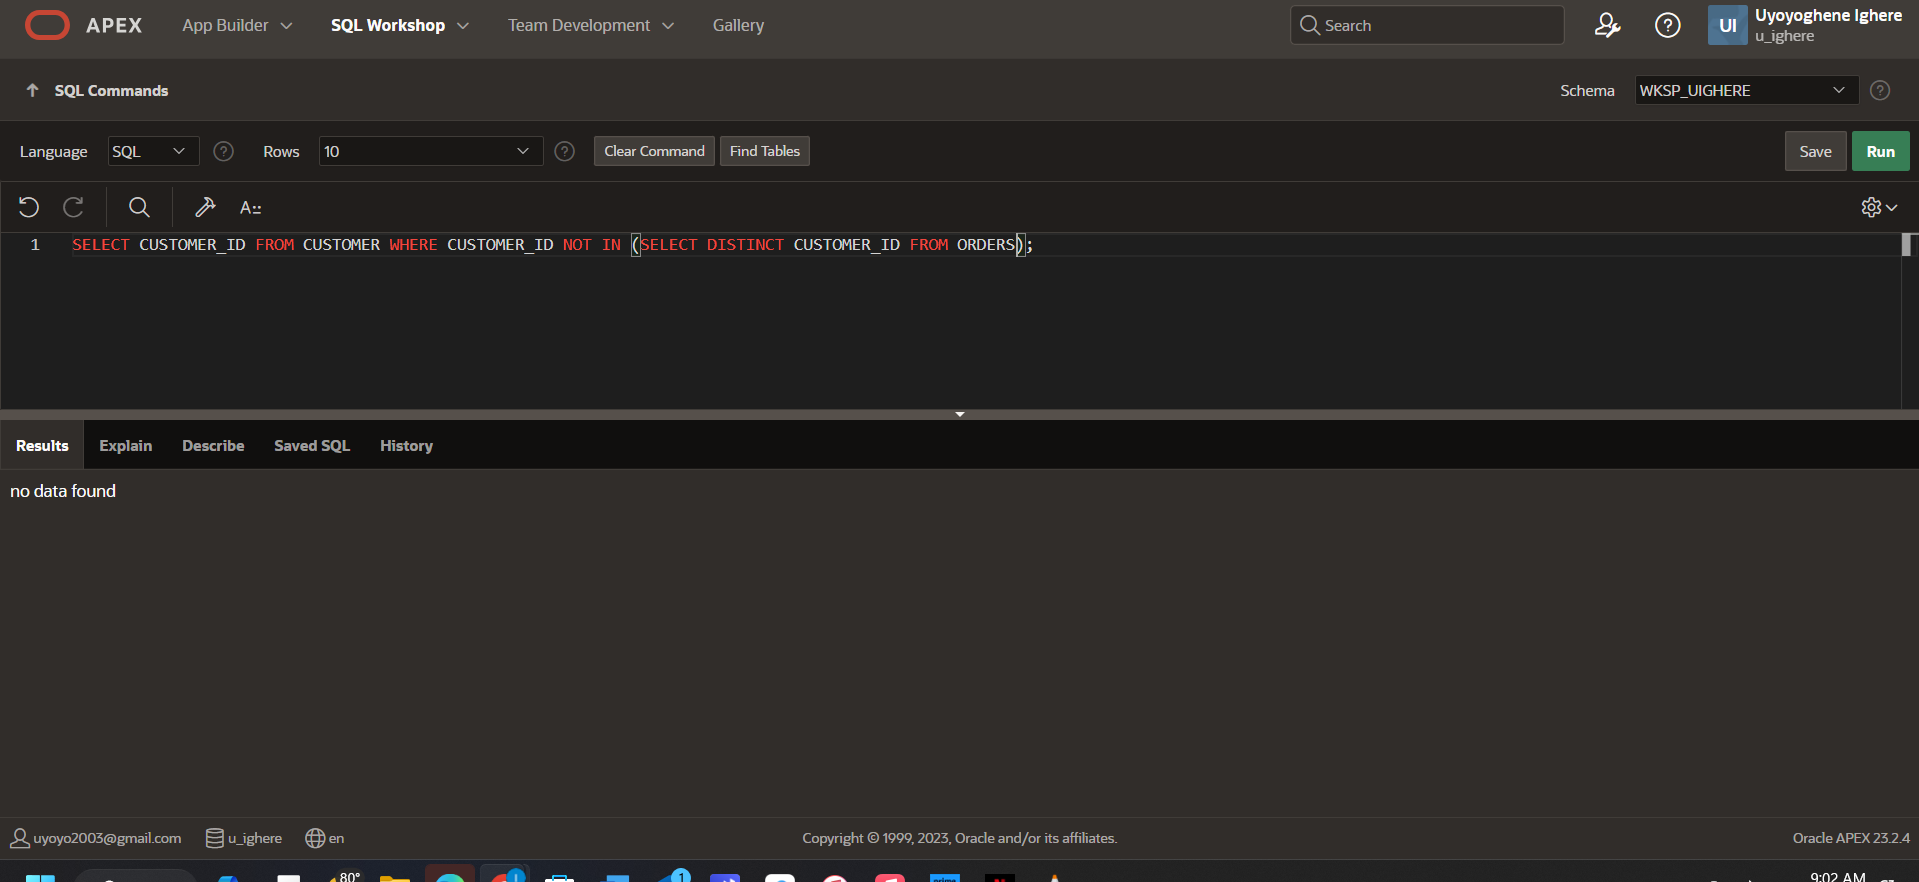 APEX App Builder SQL Workshop Team Development Gallery Search UI Uyoyoghene Ighere
u_ighere
SQL Commands Schema WKSP_UIGHERE
Language SQL Rows 10 Clear Command Find Tables Save Run
A::
1 SELECT CUSTOMER_ID FROM CUSTOMER WHERE CUSTOMER_ID NOT IN (SELECT DISTINCT CUSTOMER_ID FROM ORDERS);
Results Explain Describe Saved SQL History
no data found
uyoyo2003@gmail.com u_ighere en Copyright © 1999, 2023, Oracle and/or its affiliates. Oracle APEX 23.2.4
80° 1 prime 9:02 AM